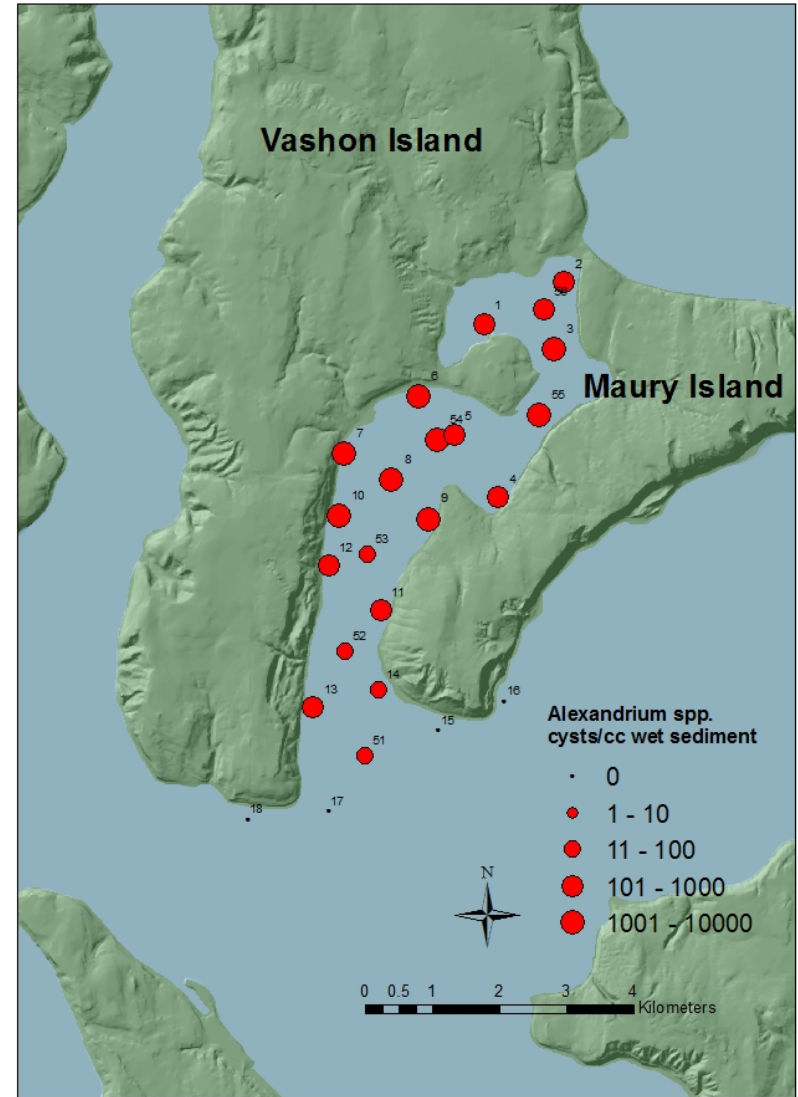 Vashon Island
2
56
1
3
6
Maury Island
55
5
54
7
8
4
10
9
53
12
11
52
14
16
13
15
Alexandrium spp.
cysts/cc wet sediment
51
0
17
18
1 - 10
11 - 100
101 - 1000
N
1001 - 10000
0 0.5 1 2 3 4
Kilometers